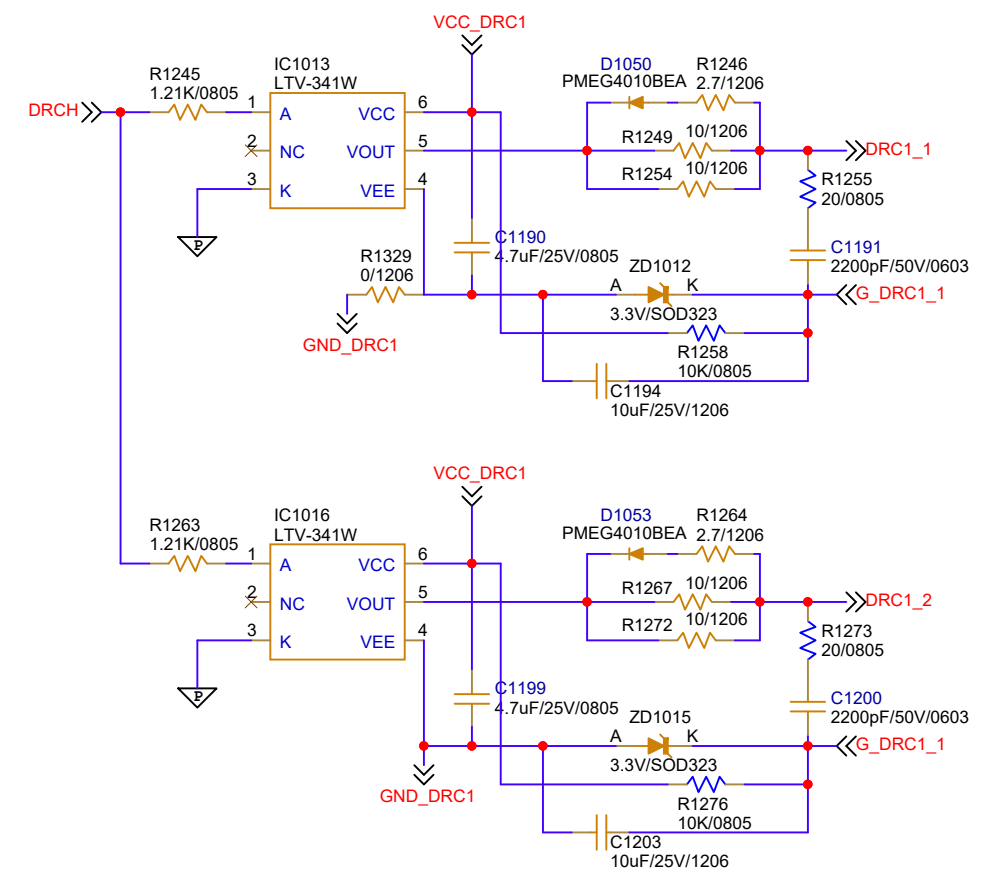 VCC_DRC1
IC1013
LTV-341W
R1245
1.21K/0805
DRCH
1
A
VCC
6
2
NC
VOUT
5
3
K
VEE
4
P
D1050
PMEG4010BEA
R1246
2.7/1206
R1249
10/1206
R1254
10/1206
DRC1_1
R1255
20/0805
C1190
4.7uF/25V/0805
C1191
2200pF/50V/0603
R1329
0/1206
GND_DRC1
A
ZD1012
K
3.3V/SOD323
G_DRC1_1
R1258
10K/0805
C1194
10uF/25V/1206
VCC_DRC1
IC1016
LTV-341W
R1263
1.21K/0805
1
A
VCC
6
2
NC
VOUT
5
3
K
VEE
4
P
D1053
PMEG4010BEA
R1264
2.7/1206
R1267
10/1206
R1272
10/1206
DRC1_2
R1273
20/0805
C1199
4.7uF/25V/0805
C1200
2200pF/50V/0603
GND_DRC1
A
ZD1015
K
3.3V/SOD323
G_DRC1_1
R1276
10K/0805
C1203
10uF/25V/1206